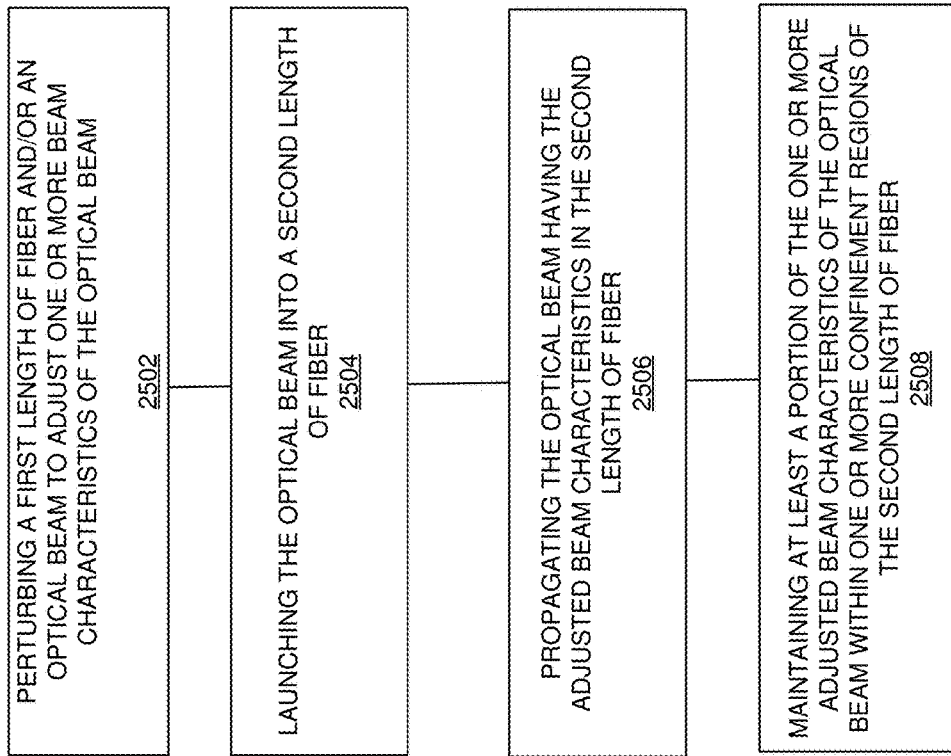 PERTURBING A FIRST LENGTH OF FIBER AND/OR AN
OPTICAL BEAM TO ADJUST ONE OR MORE BEAM
CHARACTERISTICS OF THE OPTICAL BEAM
2502
LAUNCHING THE OPTICAL BEAM INTO A SECOND LENGTH
OF FIBER
2504
PROPAGATING THE OPTICAL BEAM HAVING THE
ADJUSTED BEAM CHARACTERISTICS IN THE SECOND
LENGTH OF FIBER
2506
MAINTAINING AT LEAST A PORTION OF THE ONE OR MORE
ADJUSTED BEAM CHARACTERISTICS OF THE OPTICAL
BEAM WITHIN ONE OR MORE CONFINEMENT REGIONS OF
THE SECOND LENGTH OF FIBER
2508